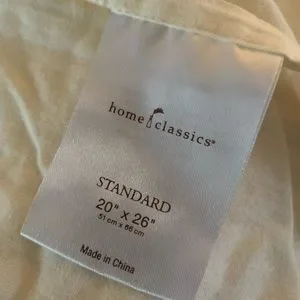 home classics®
STANDARD
20" x 26"
51 cm x 66 cm
Made in China